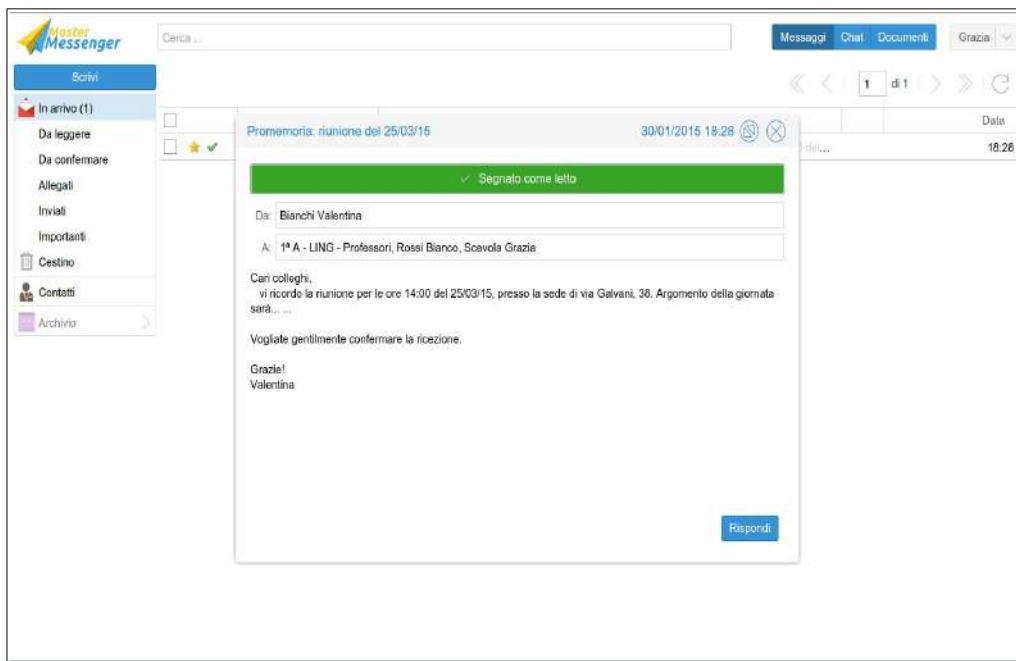 Master
Messenger
Cerca ...
Messaggi Chat Documenti
Grazia
Scrivi
1 di 1
In arrivo (1)
Da leggere
Da confermare
Allegati
Inviati
Importanti
Cestino
Contatti
Archivio
Data
18:28
Promemoria: riunione del 25/03/15 30/01/2015 18:28
Segnato come letto
Da: Bianchi Valentina
A: 1ª A - LING - Professori, Rossi Bianco, Scevola Grazia
Cari colleghi,
vi ricordo la riunione per le ore 14:00 del 25/03/15, presso la sede di via Galvani, 38. Argomento della giornata
sarà... ...
Vogliate gentilmente confermare la ricezione.
Grazie!
Valentina
Rispondi